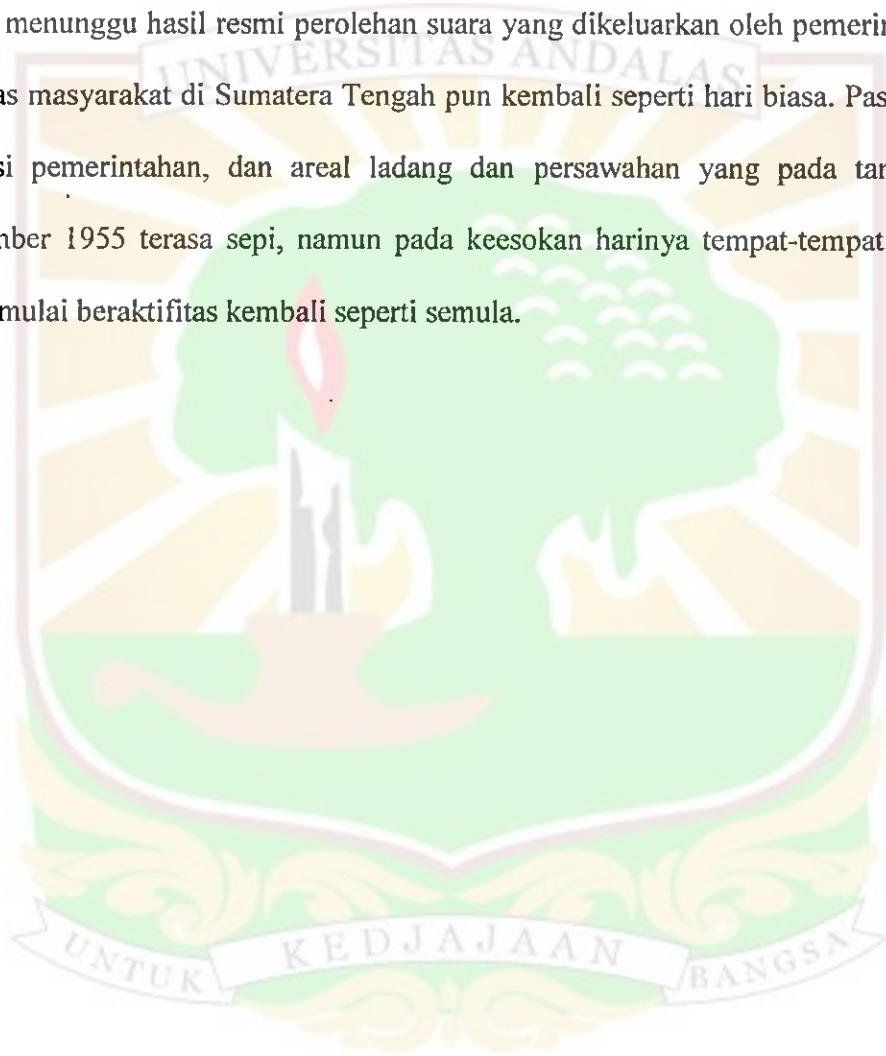 menunggu hasil resmi perolehan suara yang dikeluarkan oleh pemerin
UNIVERSITAS ANDALAS
as masyarakat di Sumatera Tengah pun kembali seperti hari biasa. Pas
si pemerintahan, dan areal ladang dan persawahan yang pada tan
nber 1955 terasa sepi, namun pada keesokan harinya tempat-tempat
mulai beraktifitas kembali seperti semula.
UNTUK KEDJAJAAN BANGSA